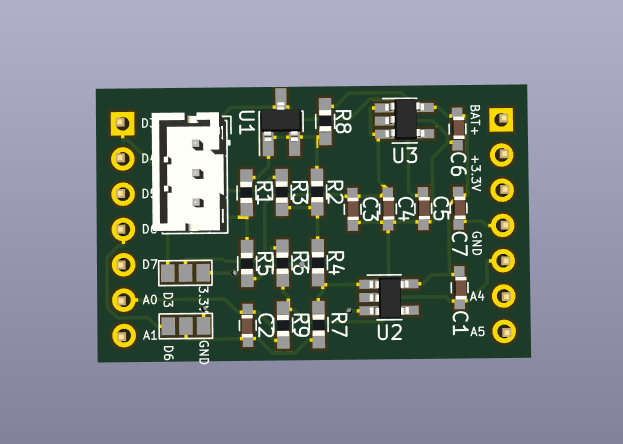 D3
D4
D5
D6
D7
A0
A1
U1
R8
U3
BAT+
C6
+3.3V
R1
R3
R2
C3
C4
C5
C7
GND
R5
R6
R4
D3
3.3V
A4
C2
R9
R7
U2
C1
A5
D6
GND